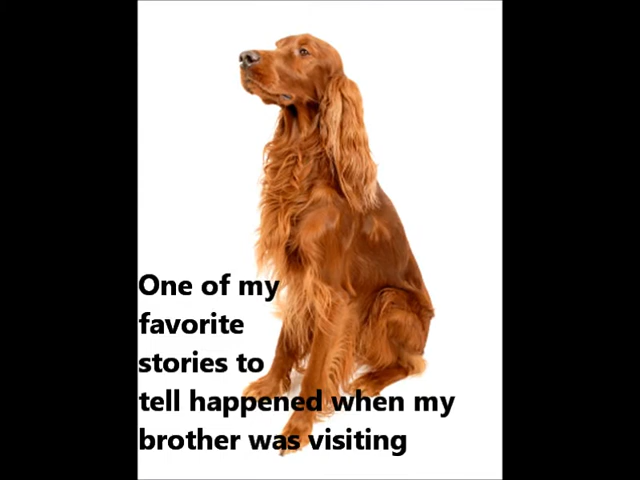 One of my
favorite
stories to
tell happened when my
brother was visiting